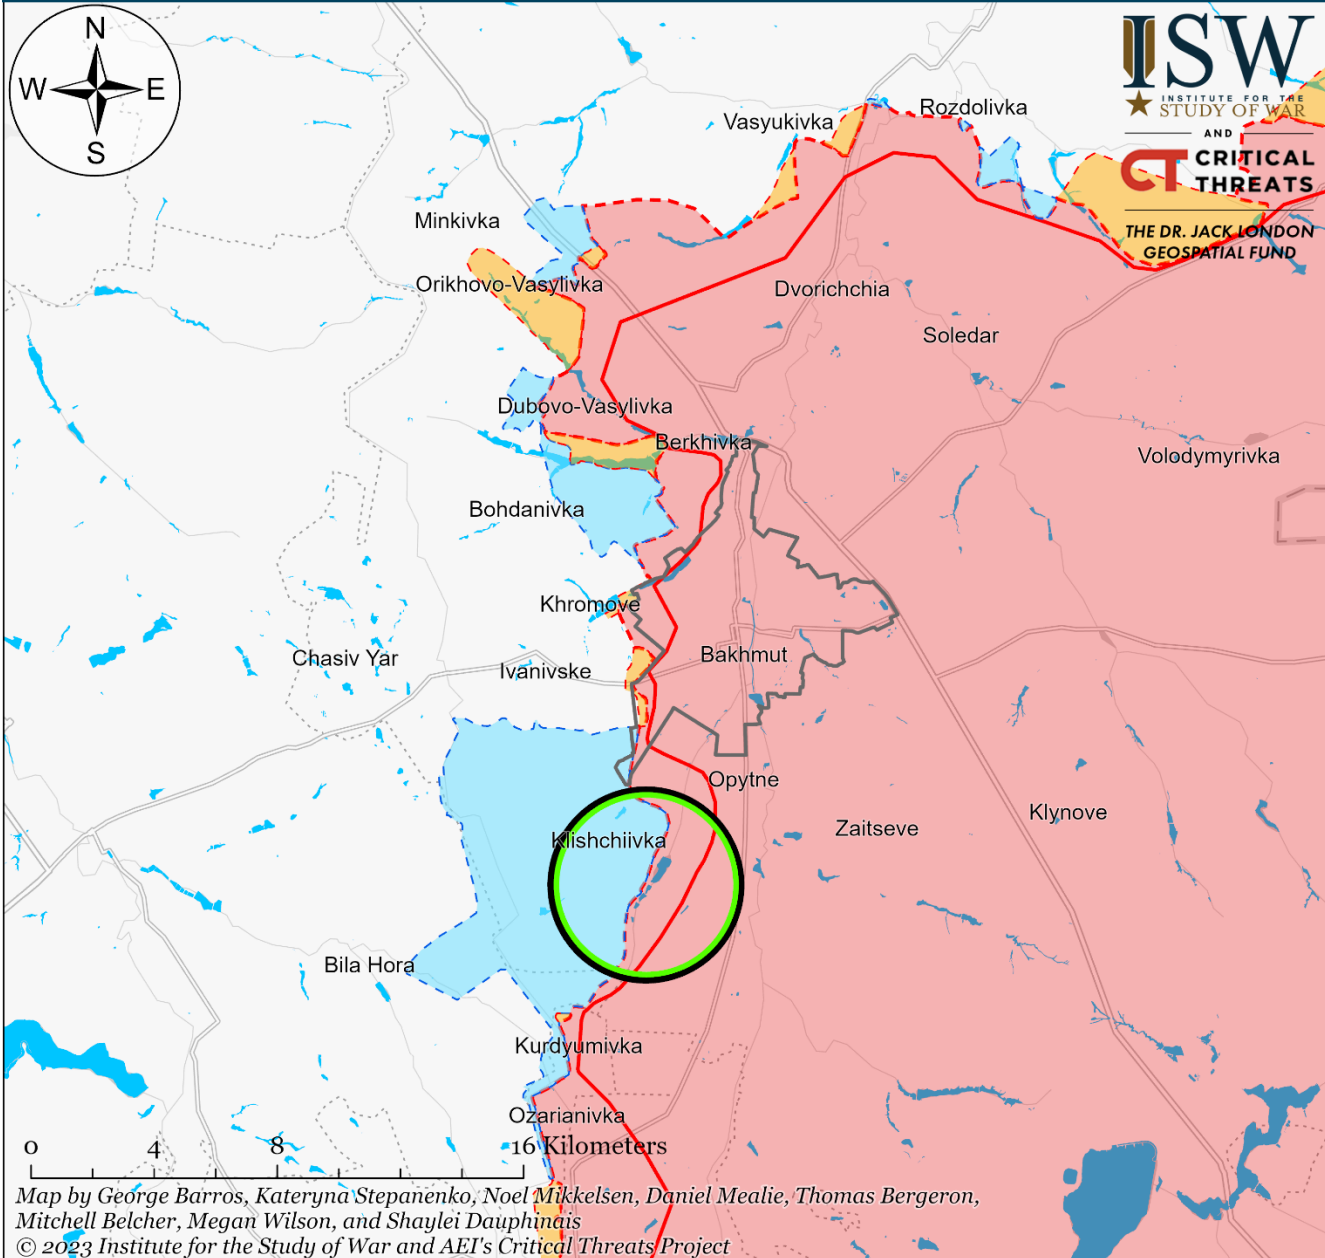 N
W E
S
ISW
INSTITUTE FOR THE
STUDY OF WAR
AND
CT CRITICAL
THREATS
THE DR. JACK LONDON
GEOSPATIAL FUND
Rozdolivka
Vasyukivka
Minkivka
Orikhovo-Vasylivka
Dvorichchia
Soledar
Dubovo-Vasylivka
Berkhivka
Volodymyrivka
Bohdanivka
Khromove
Bakhmut
Chasiv Yar
Ivanivske
Opytne
Klynove
Zaitseve
Klishchiivka
Bila Hora
Kurdyumivka
Ozarianivka
0 4 8 16 Kilometers
Map by George Barros, Kateryna Stepanenko, Noel Mikkelsen, Daniel Mealie, Thomas Bergeron,
Mitchell Belcher, Megan Wilson, and Shaylei Dauphinais
© 2023 Institute for the Study of War and AEI's Critical Threats Project